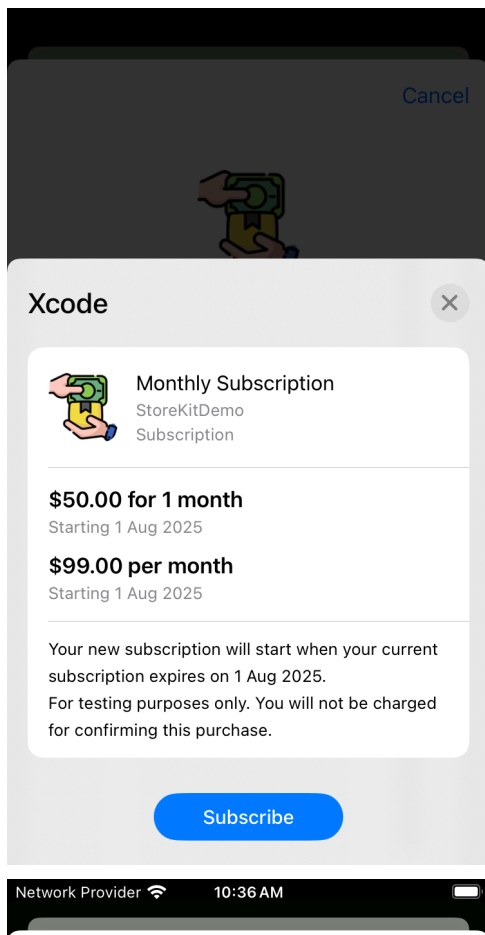 Cancel
Xcode
Monthly Subscription
StoreKitDemo
Subscription
$50.00 for 1 month
Starting 1 Aug 2025
$99.00 per month
Starting 1 Aug 2025
Your new subscription will start when your current
subscription expires on 1 Aug 2025.
For testing purposes only. You will not be charged
for confirming this purchase.
Subscribe
Network Provider 10:36 AM